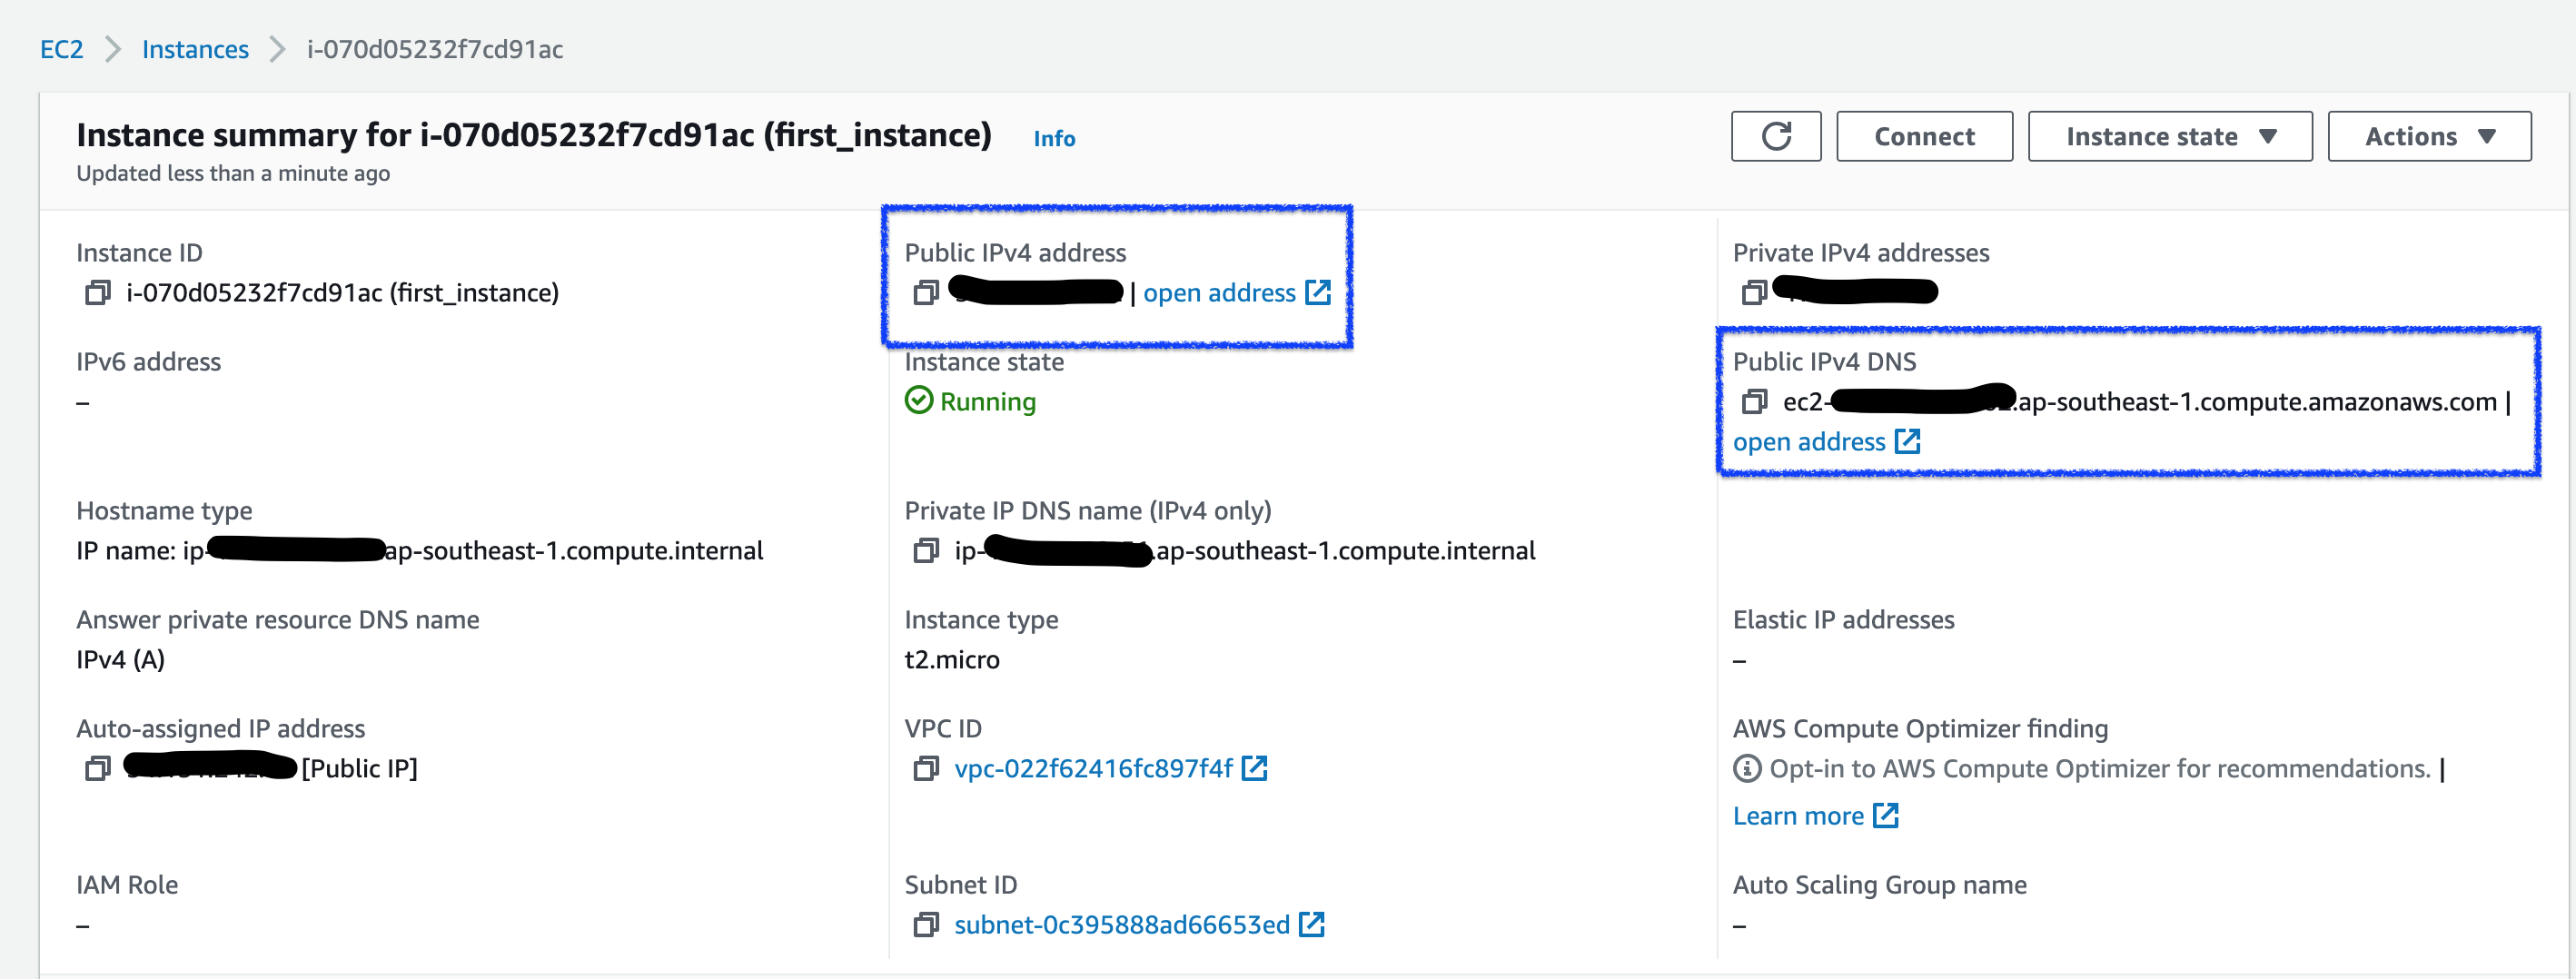 EC2 > Instances > i-070d05232f7cd91ac
Instance summary for i-070d05232f7cd91ac (first_instance) Info
Connect
Instance state
Actions
Updated less than a minute ago
Instance ID
i-070d05232f7cd91ac (first_instance)
Public IPv4 address
| open address
Private IPv4 addresses
IPv6 address
–
Instance state
Running
Public IPv4 DNS
ec2- .ap-southeast-1.compute.amazonaws.com |
open address
Hostname type
IP name: ip- ap-southeast-1.compute.internal
Private IP DNS name (IPv4 only)
ip- .ap-southeast-1.compute.internal
Answer private resource DNS name
IPv4 (A)
Instance type
t2.micro
Elastic IP addresses
–
Auto-assigned IP address
[Public IP]
VPC ID
vpc-022f62416fc897f4f
AWS Compute Optimizer finding
Opt-in to AWS Compute Optimizer for recommendations. |
Learn more
IAM Role
–
Subnet ID
subnet-0c395888ad66653ed
Auto Scaling Group name
–